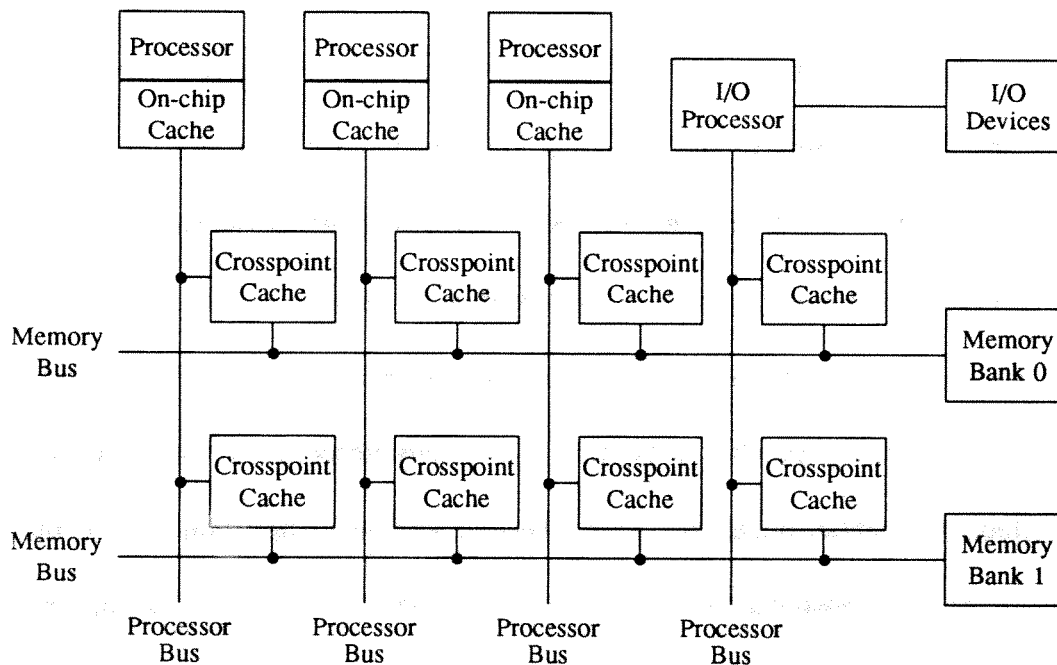 Processor
On-chip
Cache
Processor
On-chip
Cache
Processor
On-chip
Cache
I/O
Processor
I/O
Devices
Crosspoint
Cache
Crosspoint
Cache
Crosspoint
Cache
Crosspoint
Cache
Memory
Bus
Memory
Bank 0
Crosspoint
Cache
Crosspoint
Cache
Crosspoint
Cache
Crosspoint
Cache
Memory
Bus
Memory
Bank 1
Processor
Bus
Processor
Bus
Processor
Bus
Processor
Bus